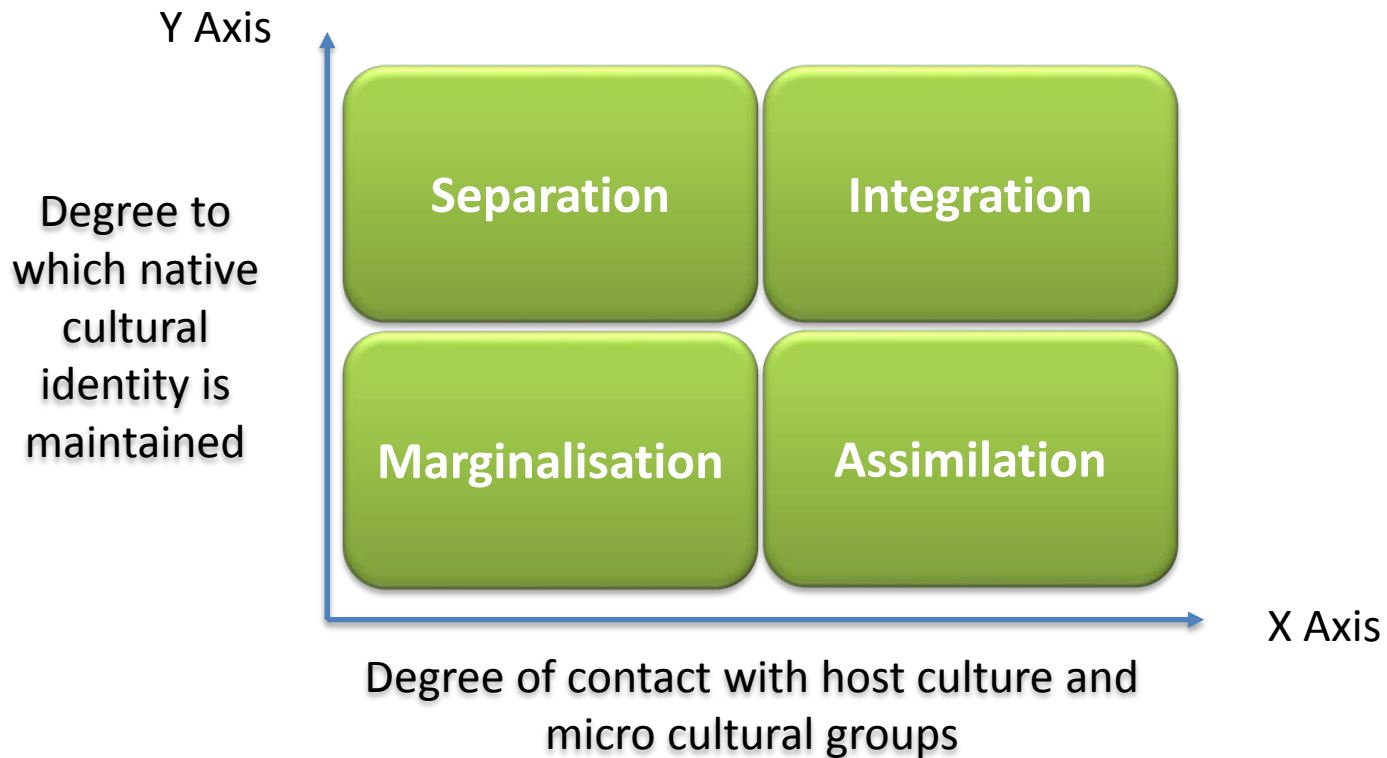 Y Axis
Degree to
which native
cultural
identity is
maintained
Separation
Integration
Marginalisation
Assimilation
X Axis
Degree of contact with host culture and
micro cultural groups